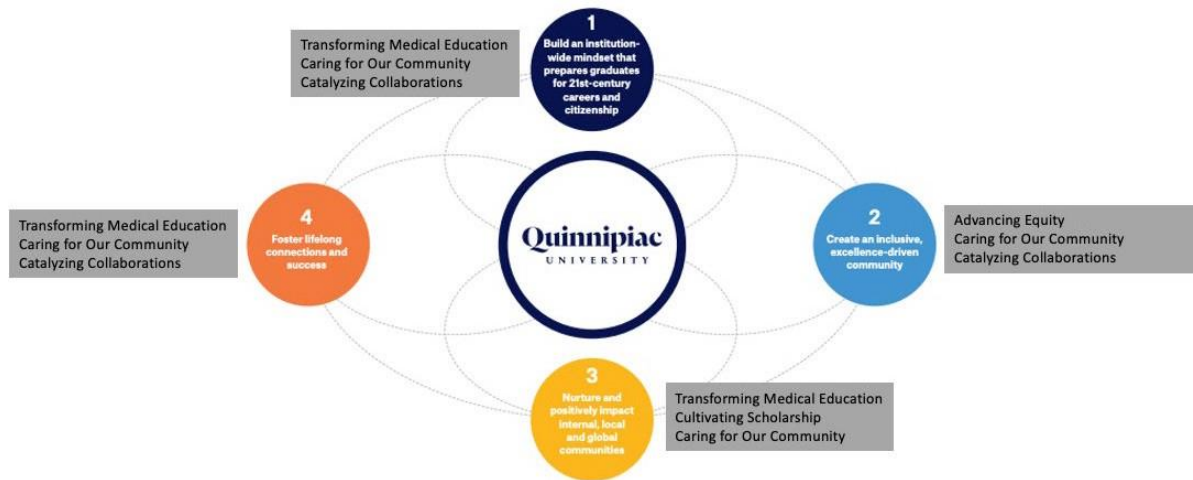 1
Build an institution-
wide mindset that
prepares graduates
for 21st-century
careers and
citizenship
Transforming Medical Education
Caring for Our Community
Catalyzing Collaborations
Transforming Medical Education
Caring for Our Community
Catalyzing Collaborations
4
Foster lifelong
connections and
success
Quinnipiac
UNIVERSITY
2
Create an inclusive,
excellence-driven
community
Advancing Equity
Caring for Our Community
Catalyzing Collaborations
3
Nurture and
positively impact
internal, local
and global
communities
Transforming Medical Education
Cultivating Scholarship
Caring for Our Community